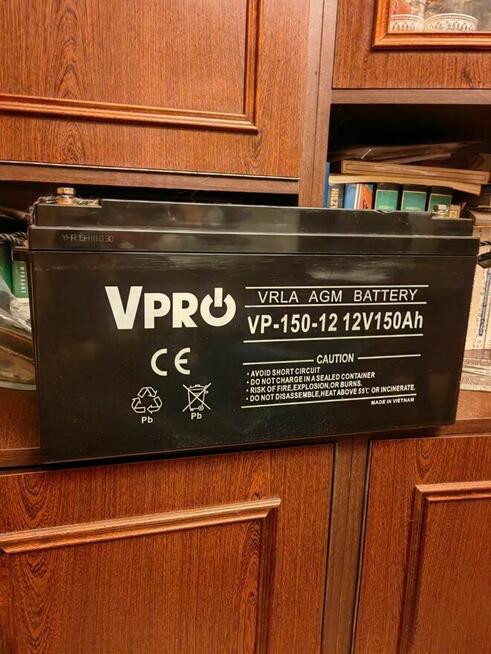 VPRO
VRLA AGM BATTERY
VP-150-12 12V150Ah
CE
CAUTION
• AVOID SHORT CIRCUIT
• DO NOT CHARGE IN A SEALED CONTAINER
• RISK OF FIRE,EXPLOSION,OR BURNS.
• DO NOT DISASSEMBLE,HEAT ABOVE 55℃ OR INCINERATE.
MADE IN VIETNAM
Pb
Pb